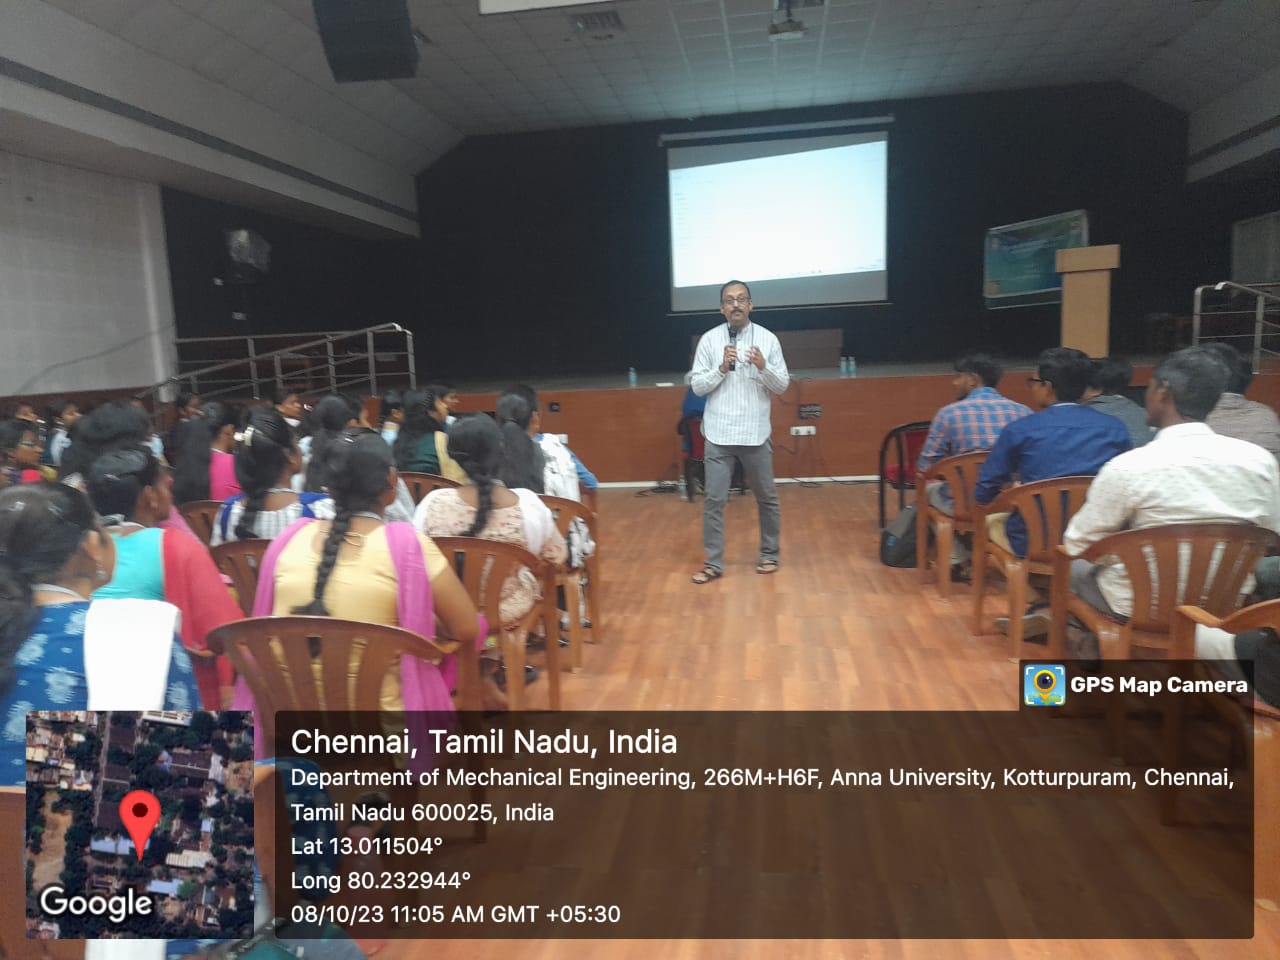 GPS Map Camera
Chennai, Tamil Nadu, India
Department of Mechanical Engineering, 266M+H6F, Anna University, Kotturpuram, Chennai,
Tamil Nadu 600025, India
Lat 13.011504°
Long 80.232944°
08/10/23 11:05 AM GMT +05:30
Google